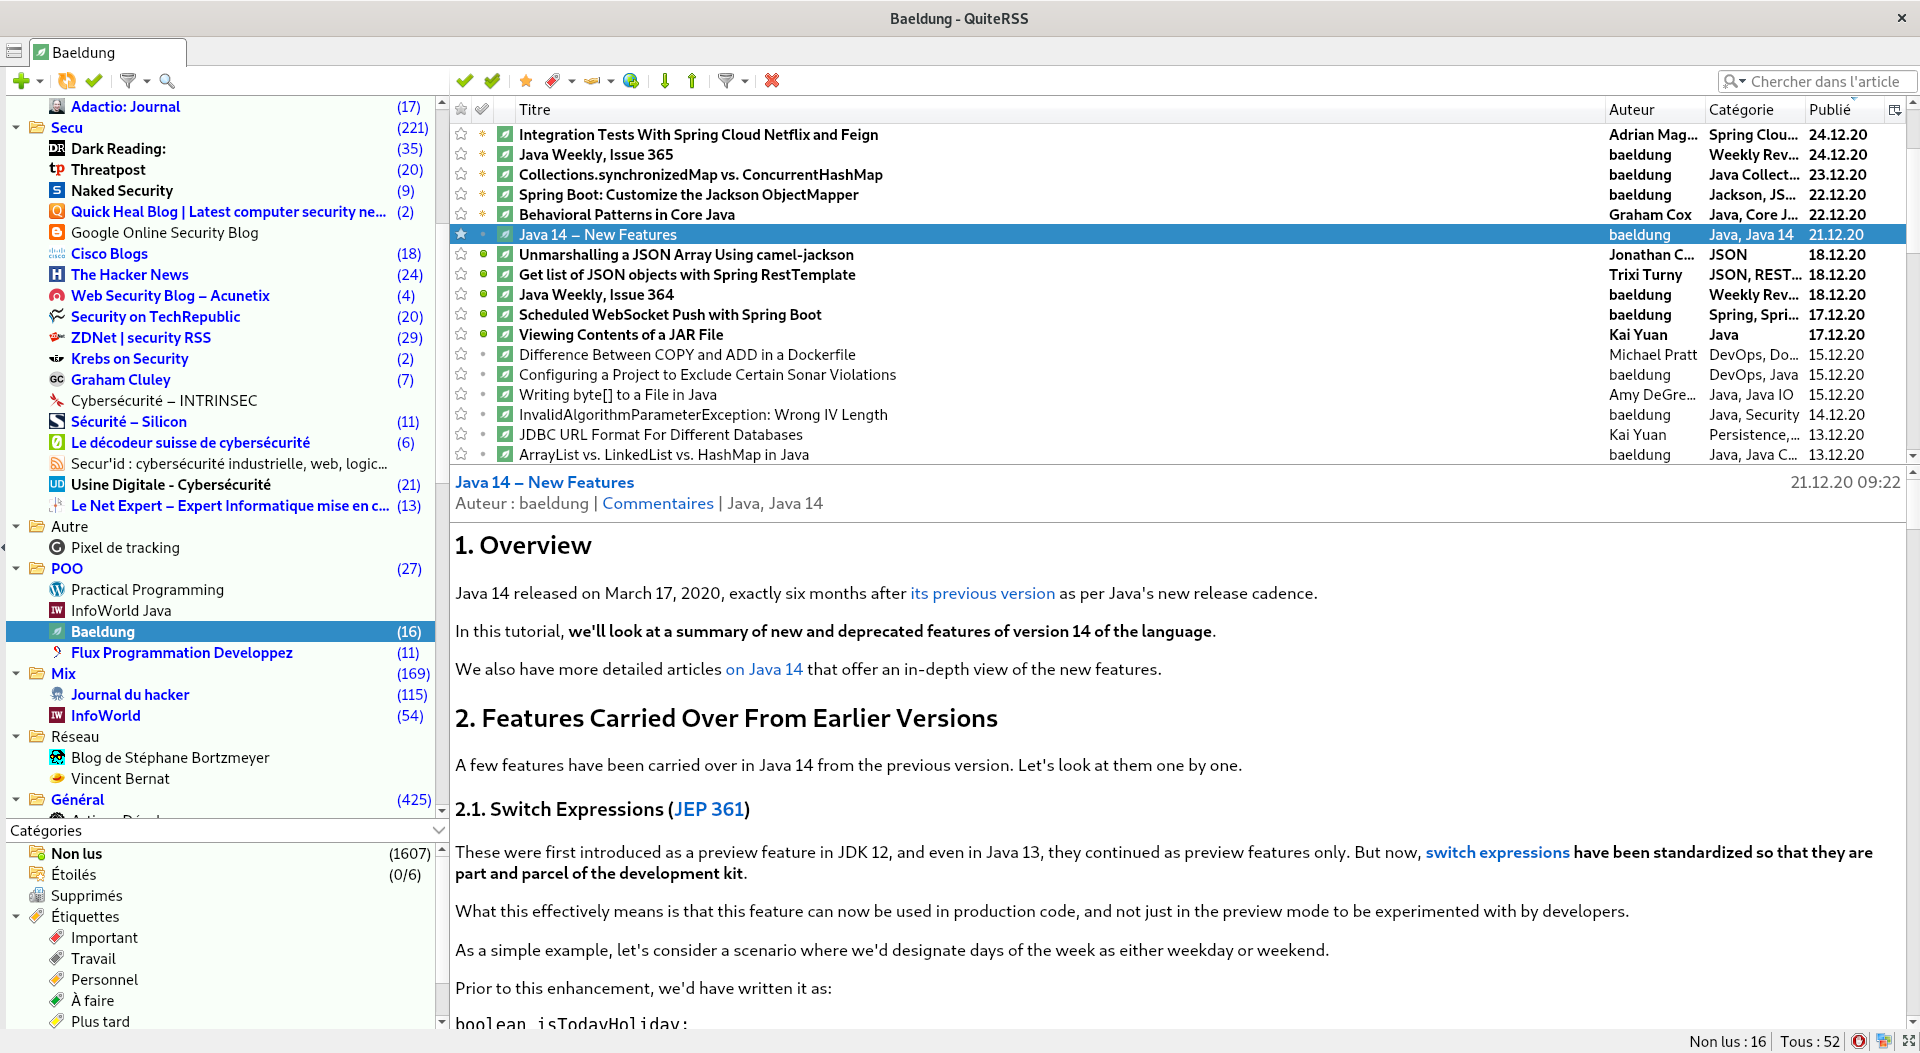 Baeldung - QuiteRSS
Baeldung
Chercher dans l'article
Adactio: Journal (17)
Secu (221)
Dark Reading: (35)
Threatpost (20)
Naked Security (9)
Quick Heal Blog | Latest computer security ne... (2)
Google Online Security Blog
Cisco Blogs (18)
The Hacker News (24)
Web Security Blog – Acunetix (4)
Security on TechRepublic (20)
ZDNet | security RSS (29)
Krebs on Security (2)
Graham Cluley (7)
Cybersécurité – INTRINSEC
Sécurité – Silicon (11)
Le décodeur suisse de cybersécurité (6)
Secur'id : cybersécurité industrielle, web, logic...
Usine Digitale - Cybersécurité (21)
Le Net Expert – Expert Informatique mise en c... (13)
Autre
Pixel de tracking
POO (27)
Practical Programming
InfoWorld Java
Baeldung (16)
Flux Programmation Developpez (11)
Mix (169)
Journal du hacker (115)
InfoWorld (54)
Réseau
Blog de Stéphane Bortzmeyer
Vincent Bernat
Général (425)
Catégories
Non lus (1607)
Étoilés (0/6)
Supprimés
Étiquettes
Important
Travail
Personnel
À faire
Plus tard
Titre Auteur Catégorie Publié
Integration Tests With Spring Cloud Netflix and Feign Adrian Mag... Spring Clou... 24.12.20
Java Weekly, Issue 365 baeldung Weekly Rev... 24.12.20
Collections.synchronizedMap vs. ConcurrentHashMap baeldung Java Collect... 23.12.20
Spring Boot: Customize the Jackson ObjectMapper baeldung Jackson, JS... 22.12.20
Behavioral Patterns in Core Java Graham Cox Java, Core J... 22.12.20
Java 14 – New Features baeldung Java, Java 14 21.12.20
Unmarshalling a JSON Array Using camel-jackson Jonathan C... JSON 18.12.20
Get list of JSON objects with Spring RestTemplate Trixi Turny JSON, REST... 18.12.20
Java Weekly, Issue 364 baeldung Weekly Rev... 18.12.20
Scheduled WebSocket Push with Spring Boot baeldung Spring, Spri... 17.12.20
Viewing Contents of a JAR File Kai Yuan Java 17.12.20
Difference Between COPY and ADD in a Dockerfile Michael Pratt DevOps, Do... 15.12.20
Configuring a Project to Exclude Certain Sonar Violations baeldung DevOps, Java 15.12.20
Writing byte[] to a File in Java Amy DeGre... Java, Java IO 15.12.20
InvalidAlgorithmParameterException: Wrong IV Length baeldung Java, Security 14.12.20
JDBC URL Format For Different Databases Kai Yuan Persistence,... 13.12.20
ArrayList vs. LinkedList vs. HashMap in Java baeldung Java, Java C... 13.12.20
Java 14 – New Features 21.12.20 09:22
Auteur : baeldung | Commentaires | Java, Java 14
1. Overview
Java 14 released on March 17, 2020, exactly six months after its previous version as per Java's new release cadence.
In this tutorial, we'll look at a summary of new and deprecated features of version 14 of the language.
We also have more detailed articles on Java 14 that offer an in-depth view of the new features.
2. Features Carried Over From Earlier Versions
A few features have been carried over in Java 14 from the previous version. Let's look at them one by one.
2.1. Switch Expressions (JEP 361)
These were first introduced as a preview feature in JDK 12, and even in Java 13, they continued as preview features only. But now, switch expressions have been standardized so that they are
part and parcel of the development kit.
What this effectively means is that this feature can now be used in production code, and not just in the preview mode to be experimented with by developers.
As a simple example, let's consider a scenario where we'd designate days of the week as either weekday or weekend.
Prior to this enhancement, we'd have written it as:
boolean isTodayHoliday;
Non lus : 16 Tous : 52